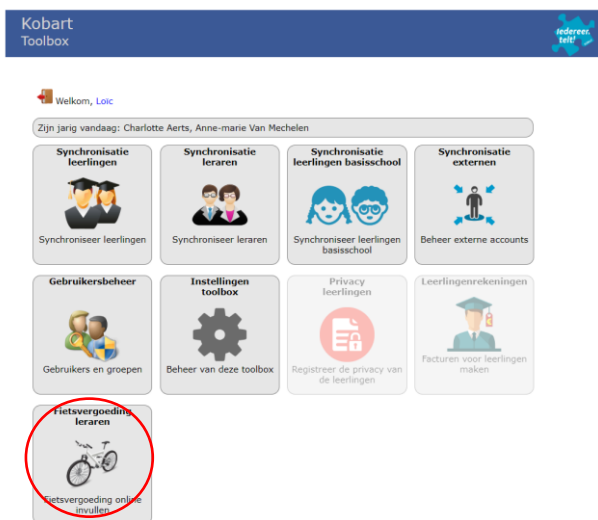 Kobart
Toolbox
Iedereen
telt!
Welkom, Loïc
Zijn jarig vandaag: Charlotte Aerts, Anne-marie Van Mechelen
Synchronisatie
leerlingen
Synchroniseer leerlingen
Synchronisatie
leraren
Synchroniseer leraren
Synchronisatie
leerlingen basisschool
Synchroniseer leerlingen
basisschool
Synchronisatie
externen
Beheer externe accounts
Gebruikersbeheer
Gebruikers en groepen
Instellingen
toolbox
Beheer van deze toolbox
Privacy
leerlingen
Registreer de privacy van
de leerlingen
Leerlingenrekeningen
Facturen voor leerlingen
maken
Fietsvergoeding
leraren
Fietsvergoeding online
invullen